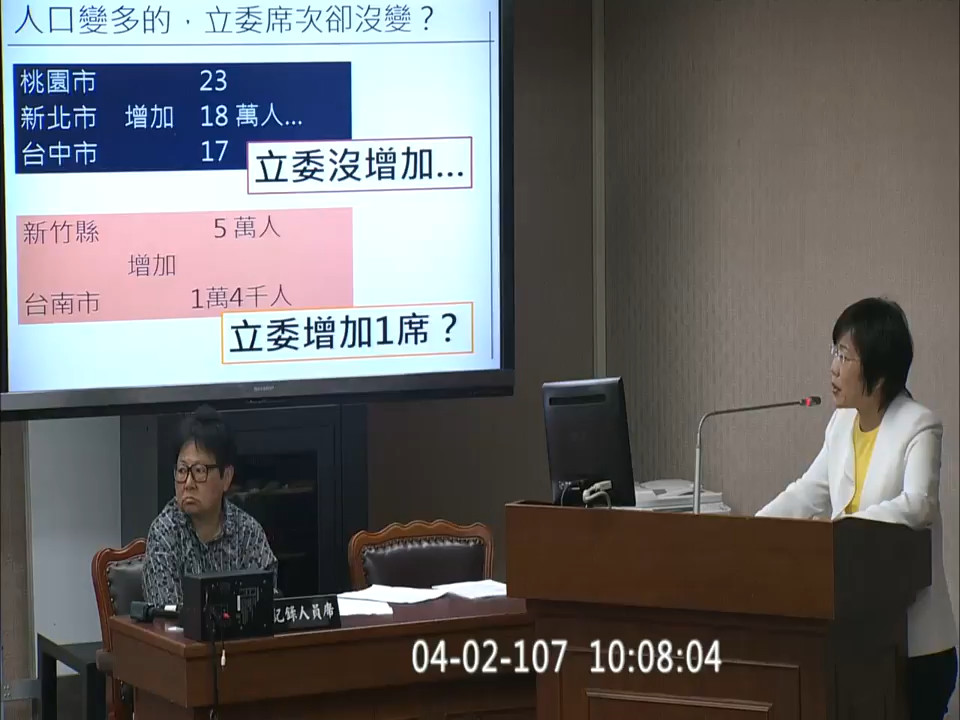 人口變多的，立委席次卻沒變？
桃園市 23
新北市 增加 18 萬人...
台中市 17
立委沒增加...
新竹縣 5 萬人
增加
台南市 1萬4千人
立委增加1席？
SHARP
記錄人員席
04-02-107 10:08:04